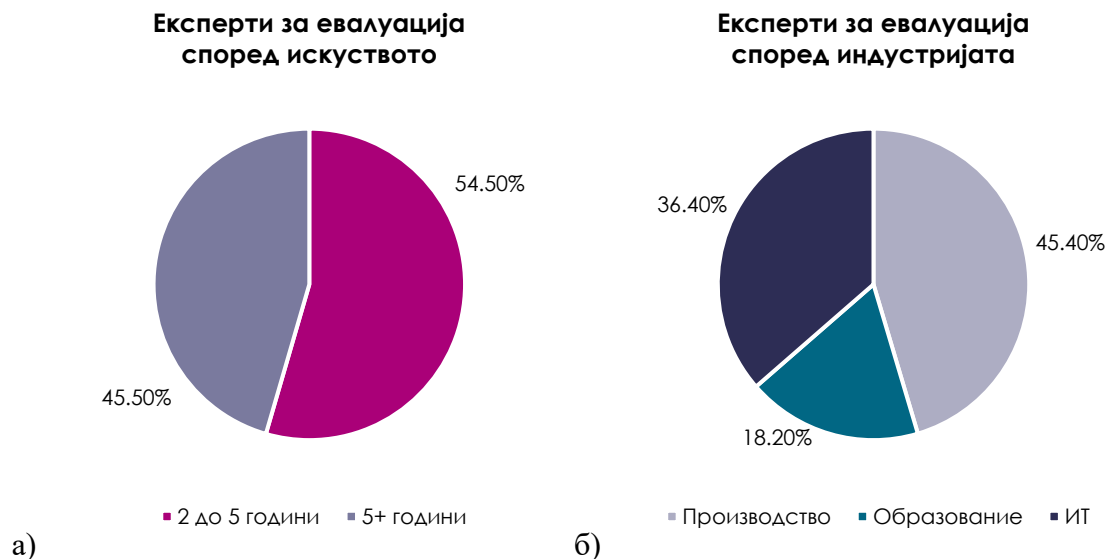 Експерти за евалуација
според искуството
54.50%
45.50%
2 до 5 години 5+ години
а)
Експерти за евалуација
според индустријата
36.40%
45.40%
18.20%
Производство Образование ИТ
б)